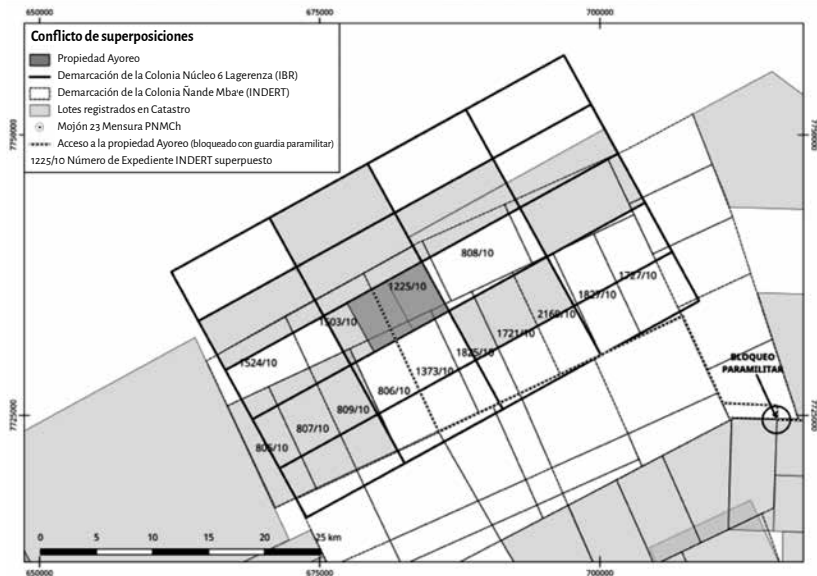 650000
675000
700000
Conflicto de superposiciones
Propiedad Ayoreo
Demarcación de la Colonia Núcleo 6 Lagerenza (IBR)
Demarcación de la Colonia Ñande Mba'e (INDERT)
Lotes registrados en Catastro
Mojón 23 Mensura PNMCh
Acceso a la propiedad Ayoreo (bloqueado con guardia paramilitar)
1225/10 Número de Expediente INDERT superpuesto
7750000
7750000
808/10
1727/10
1225/10
1827/10
1503/10
2160/10
1721/10
1825/10
1524/10
BLOQUEO
PARAMILITAR
1373/10
806/10
809/10
7725000
7725000
807/10
805/10
0 5 10 15 20 25 km
650000
675000
700000